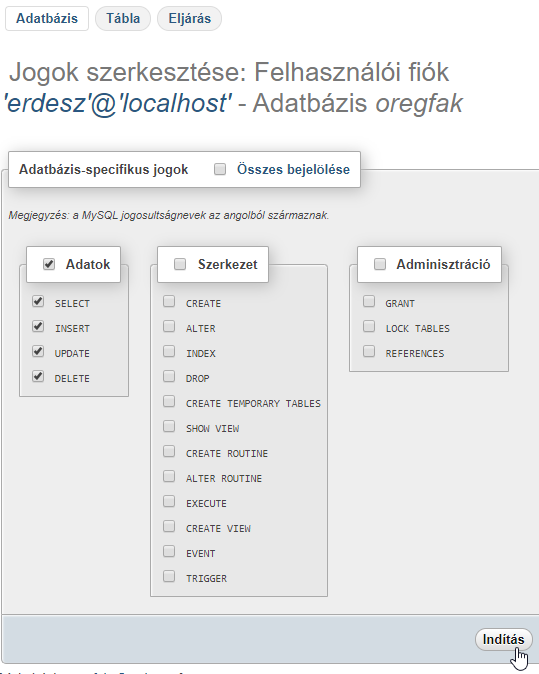 Adatbázis Tábla Eljárás
Jogok szerkesztése: Felhasználói fiók
'erdesz'@'localhost' - Adatbázis oregfak
Adatbázis-specifikus jogok Összes bejelölése
Megjegyzés: a MySQL jogosultságnevek az angolból származnak.
Adatok
SELECT
INSERT
UPDATE
DELETE
Szerkezet
CREATE
ALTER
INDEX
DROP
CREATE TEMPORARY TABLES
SHOW VIEW
CREATE ROUTINE
ALTER ROUTINE
EXECUTE
CREATE VIEW
EVENT
TRIGGER
Adminisztráció
GRANT
LOCK TABLES
REFERENCES
Indítás